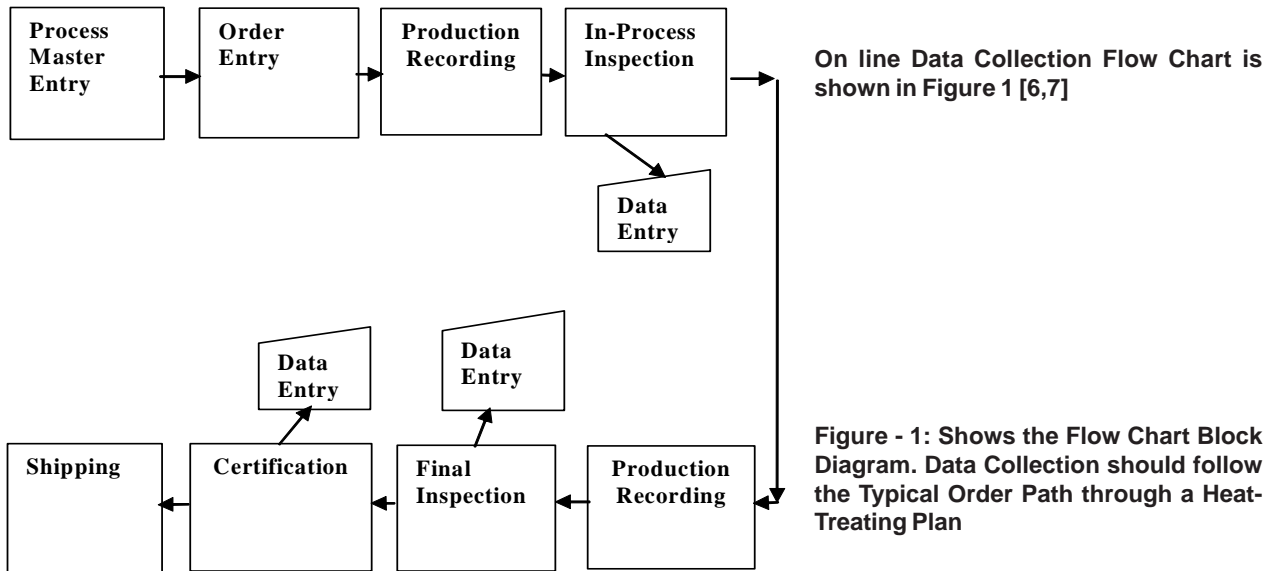 Process
Master
Entry
Order
Entry
Production
Recording
In-Process
Inspection
Data
Entry
On line Data Collection Flow Chart is
shown in Figure 1 [6,7]
Data
Entry
Data
Entry
Shipping
Certification
Final
Inspection
Production
Recording
Figure - 1: Shows the Flow Chart Block
Diagram. Data Collection should follow
the Typical Order Path through a Heat-
Treating Plan